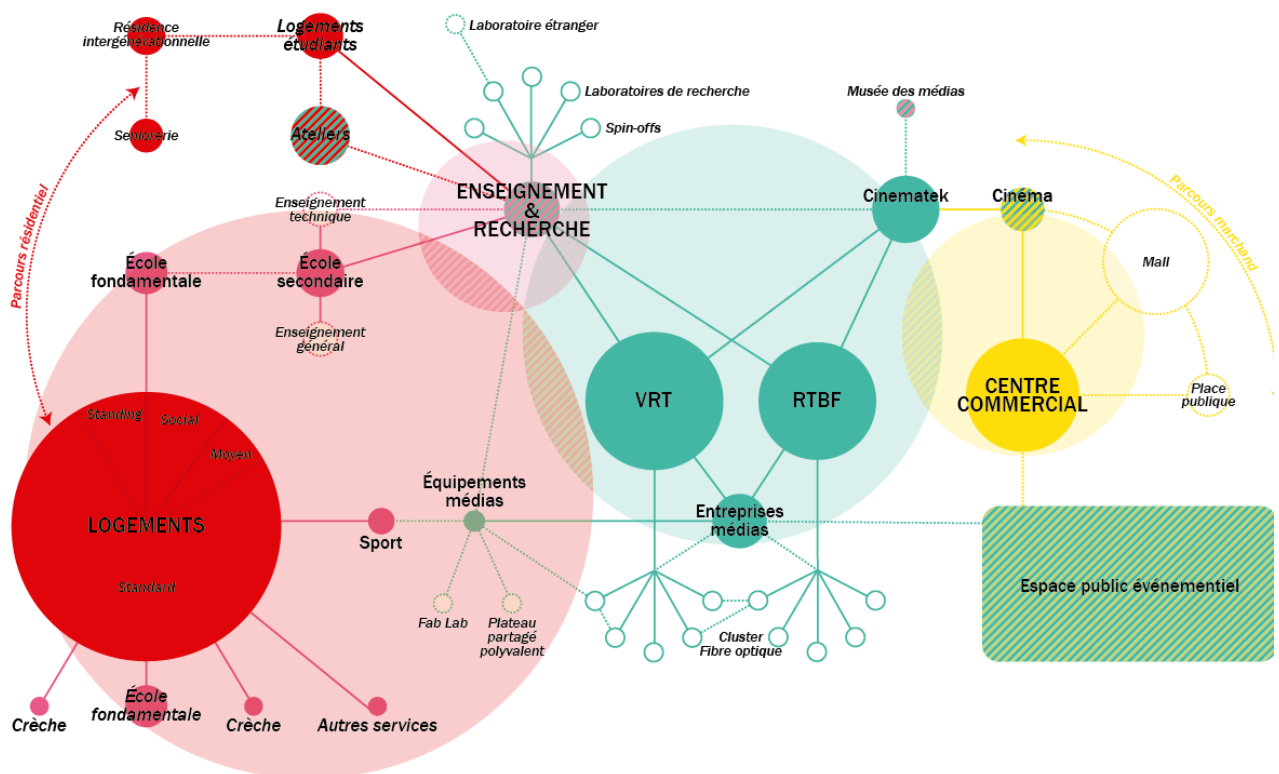 Résidence
intergénérationnelle
Logements
étudiants
Laboratoire étranger
Laboratoires de recherche
Musée des médias
Spin-offs
Séniorerie
Ateliers
Parcours résidentiel
Parcours marchand
ENSEIGNEMENT
&
RECHERCHE
Cinematek
Cinéma
Enseignement
technique
École
fondamentale
École
secondaire
Mall
Enseignement
général
VRT
RTBF
CENTRE
COMMERCIAL
Place
publique
Standing
Social
Moyen
LOGEMENTS
Standard
Équipements
médias
Sport
Entreprises
médias
Espace public événementiel
Fab Lab
Plateau
partagé
polyvalent
Cluster
Fibre optique
Crèche
École
fondamentale
Crèche
Autres services